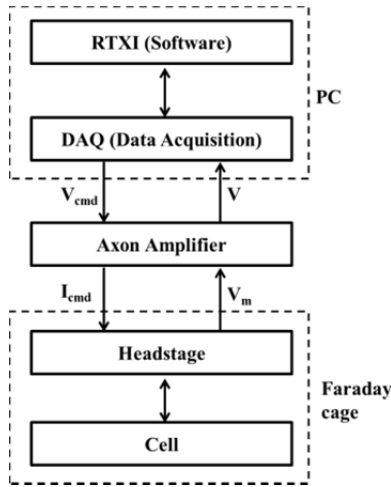 RTXI (Software)
PC
DAQ (Data Acquisition)
Vcmd
V
Axon Amplifier
Icmd
Vm
Headstage
Faraday
cage
Cell